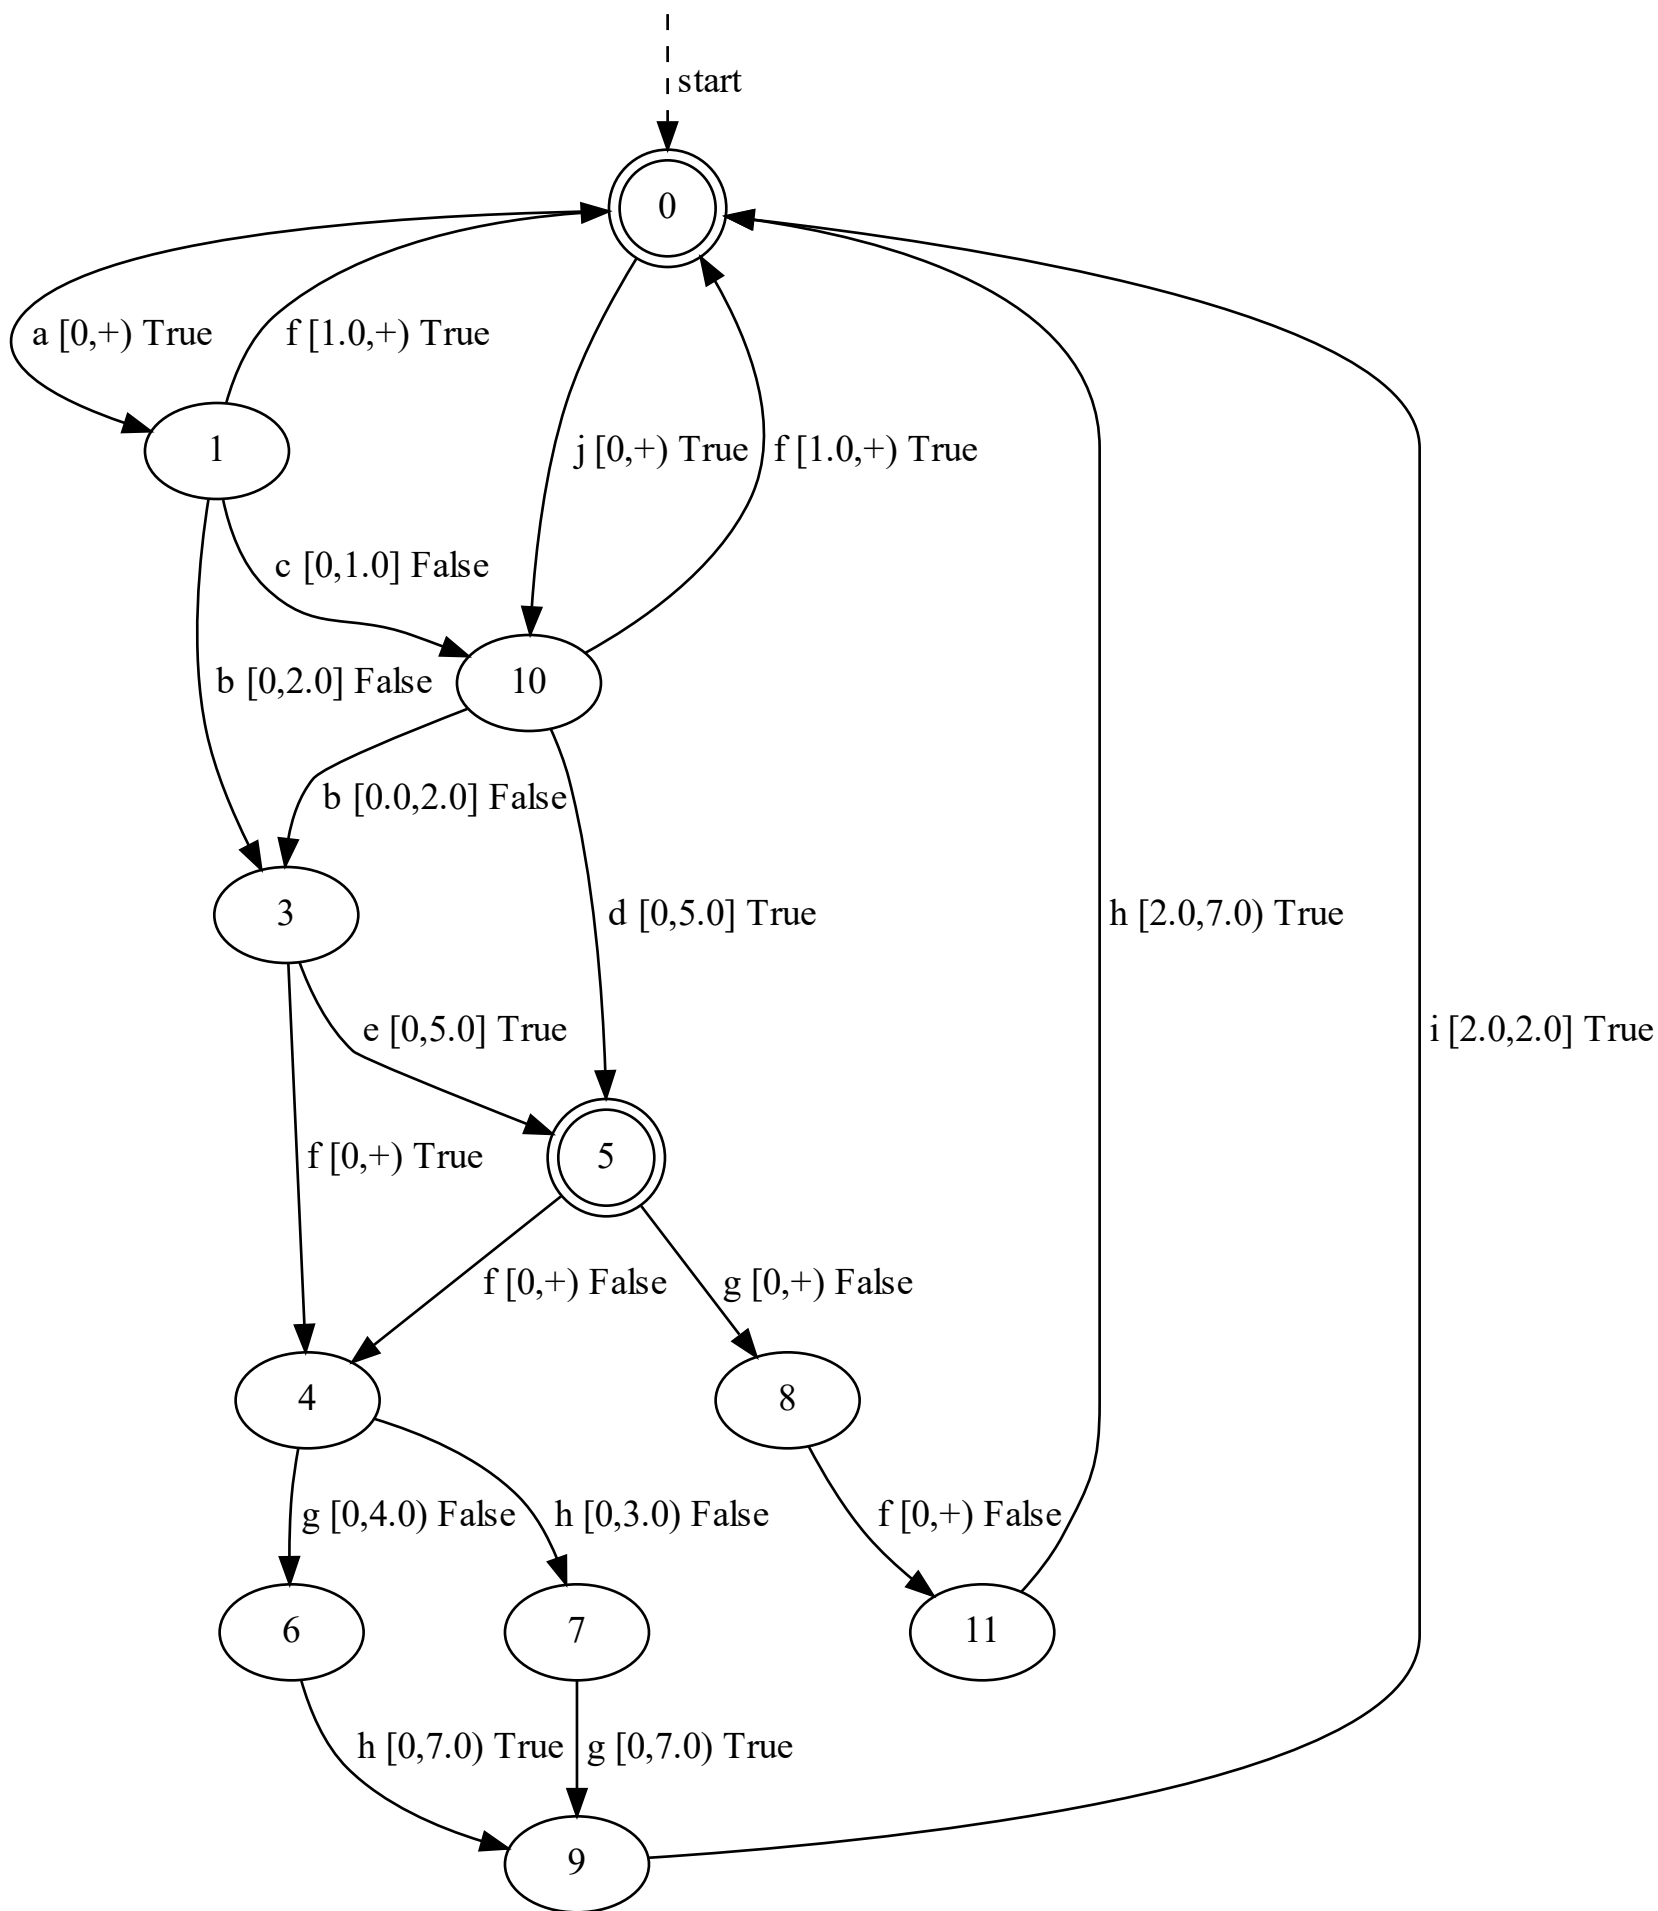 start
0
a [0,+) True
f [1.0,+) True
1
j [0,+) True
f [1.0,+) True
c [0,1.0] False
b [0,2.0] False
10
b [0.0,2.0] False
3
d [0,5.0] True
h [2.0,7.0) True
e [0,5.0] True
i [2.0,2.0] True
f [0,+) True
5
f [0,+) False
g [0,+) False
4
8
g [0,4.0) False
h [0,3.0) False
f [0,+) False
6
7
11
h [0,7.0) True
g [0,7.0) True
9